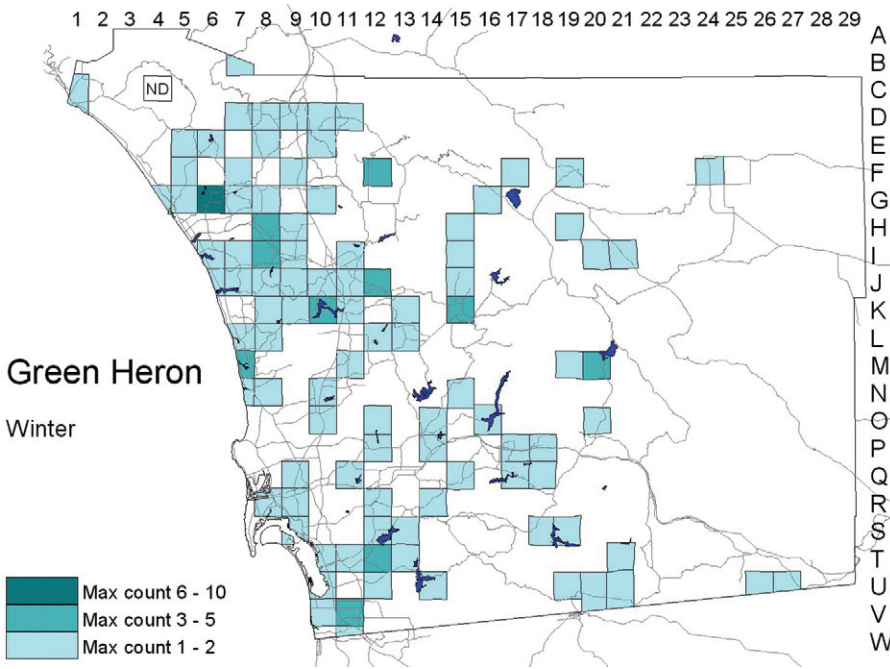 1 2 3 4 5 6 7 8 9 10 11 12 13 14 15 16 17 18 19 20 21 22 23 24 25 26 27 28 29
A
B
C
D
E
F
G
H
I
J
K
L
M
N
O
P
Q
R
S
T
U
V
W
ND
Green Heron
Winter
Max count 6 - 10
Max count 3 - 5
Max count 1 - 2